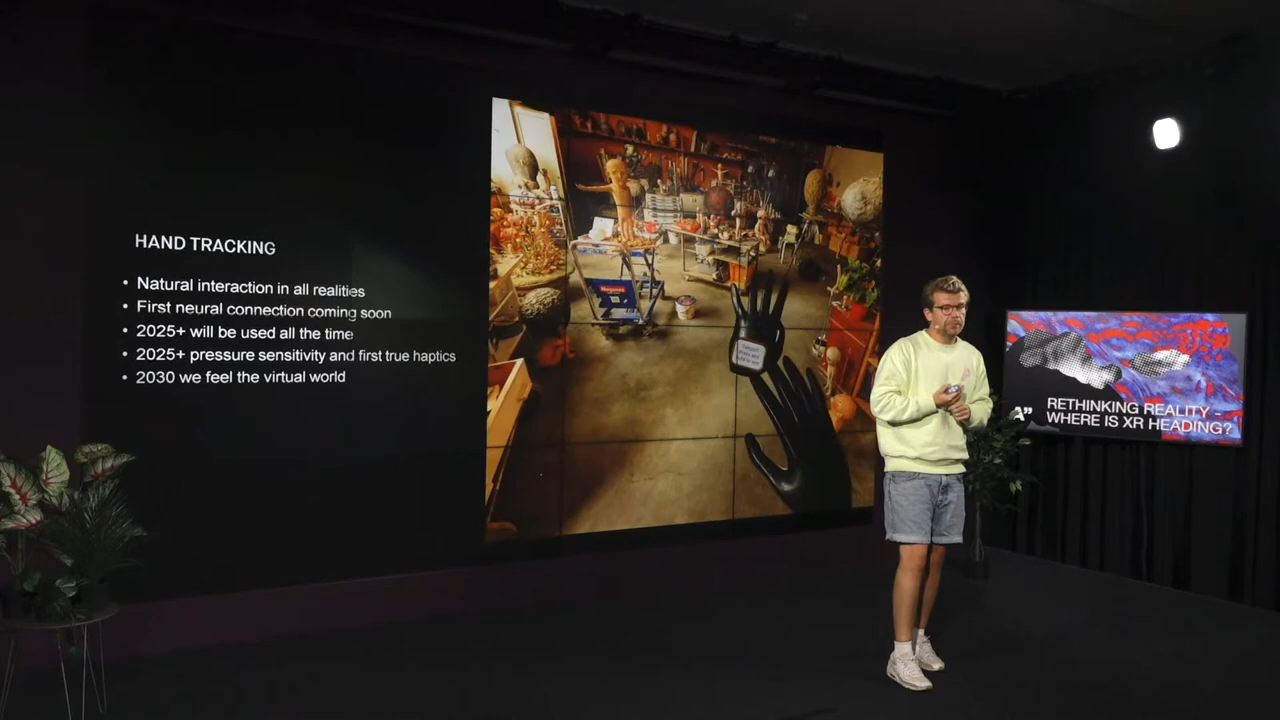 HAND TRACKING
• Natural interaction in all realities
• First neural connection coming soon
• 2025+ will be used all the time
• 2025+ pressure sensitivity and first true haptics
• 2030 we feel the virtual world
A”
RETHINKING REALITY -
WHERE IS XR HEADING?